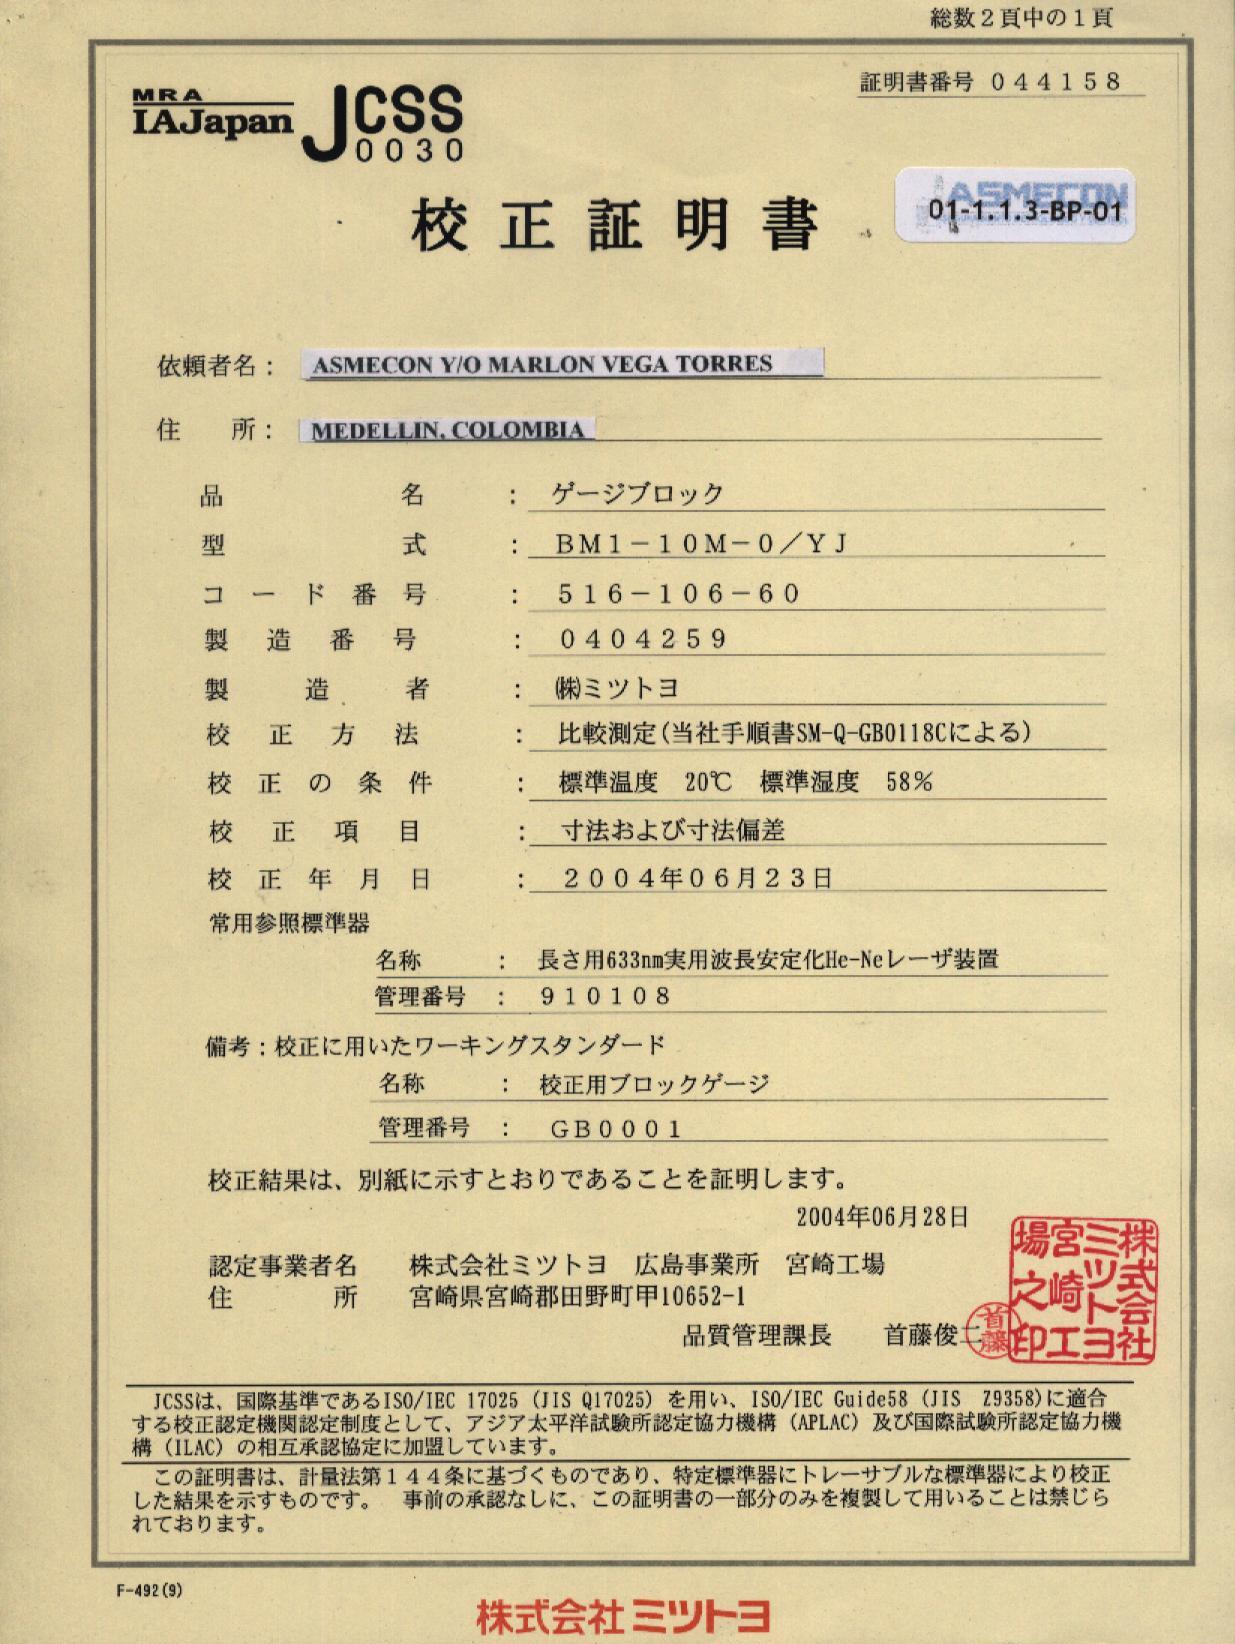 総数２頁中の１頁
証明書番号 ０４４１５８
MRA
IAJapan
JCSS
0030
ASMECON
01-1.1.3-BP-01
校正証明書
依頼者名： ASMECON Y/O MARLON VEGA TORRES
住　　所： MEDELLIN. COLOMBIA
品名 ： ゲージブロック
型式 ： ＢＭ１－１０Ｍ－０／ＹＪ
コード番号 ： ５１６－１０６－６０
製造番号 ： ０４０４２５９
製造者 ： ㈱ミツトヨ
校正方法 ： 比較測定(当社手順書SM-Q-GB0118Cによる)
校正の条件 ： 標準温度　20℃　標準湿度　58％
校正項目 ： 寸法および寸法偏差
校正年月日 ： ２００４年０６月２３日
常用参照標準器
名称 ： 長さ用633nm実用波長安定化He-Neレーザ装置
管理番号 ： ９１０１０８
備考：校正に用いたワーキングスタンダード
名称 ： 校正用ブロックゲージ
管理番号 ： ＧＢ０００１
校正結果は、別紙に示すとおりであることを証明します。
2004年06月28日
認定事業者名　株式会社ミツトヨ　広島事業所　宮崎工場
住　　所　宮崎県宮崎郡田野町甲10652-1
品質管理課長　首藤俊二
首藤
株式会社ミツトヨ宮崎工場之印
JCSSは、国際基準であるISO/IEC 17025（JIS Q17025）を用い、ISO/IEC Guide58（JIS　Z9358)に適合
する校正認定機関認定制度として、アジア太平洋試験所認定協力機構（APLAC）及び国際試験所認定協力機
構（ILAC）の相互承認協定に加盟しています。
この証明書は、計量法第１４４条に基づくものであり、特定標準器にトレーサブルな標準器により校正
した結果を示すものです。　事前の承認なしに、この証明書の一部分のみを複製して用いることは禁じら
れております。
F-492(9)
株式会社ミツトヨ